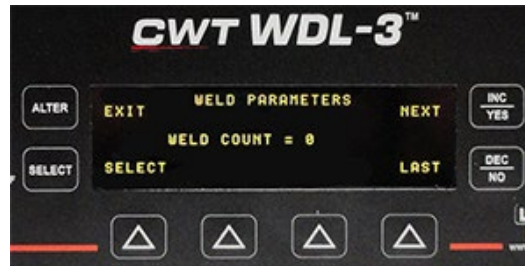 CWT WDL-3™
ALTER
EXIT WELD PARAMETERS NEXT
INC
YES
WELD COUNT = 0
SELECT
SELECT LAST
DEC
NO